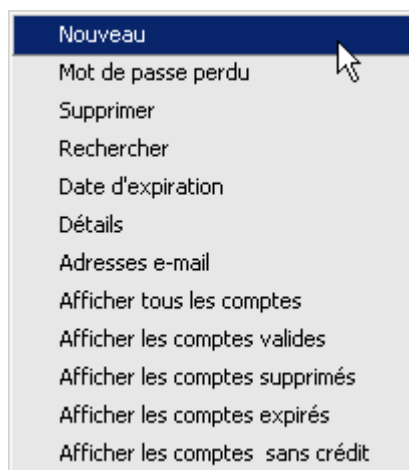 Nouveau
Mot de passe perdu
Supprimer
Rechercher
Date d'expiration
Détails
Adresses e-mail
Afficher tous les comptes
Afficher les comptes valides
Afficher les comptes supprimés
Afficher les comptes expirés
Afficher les comptes  sans crédit